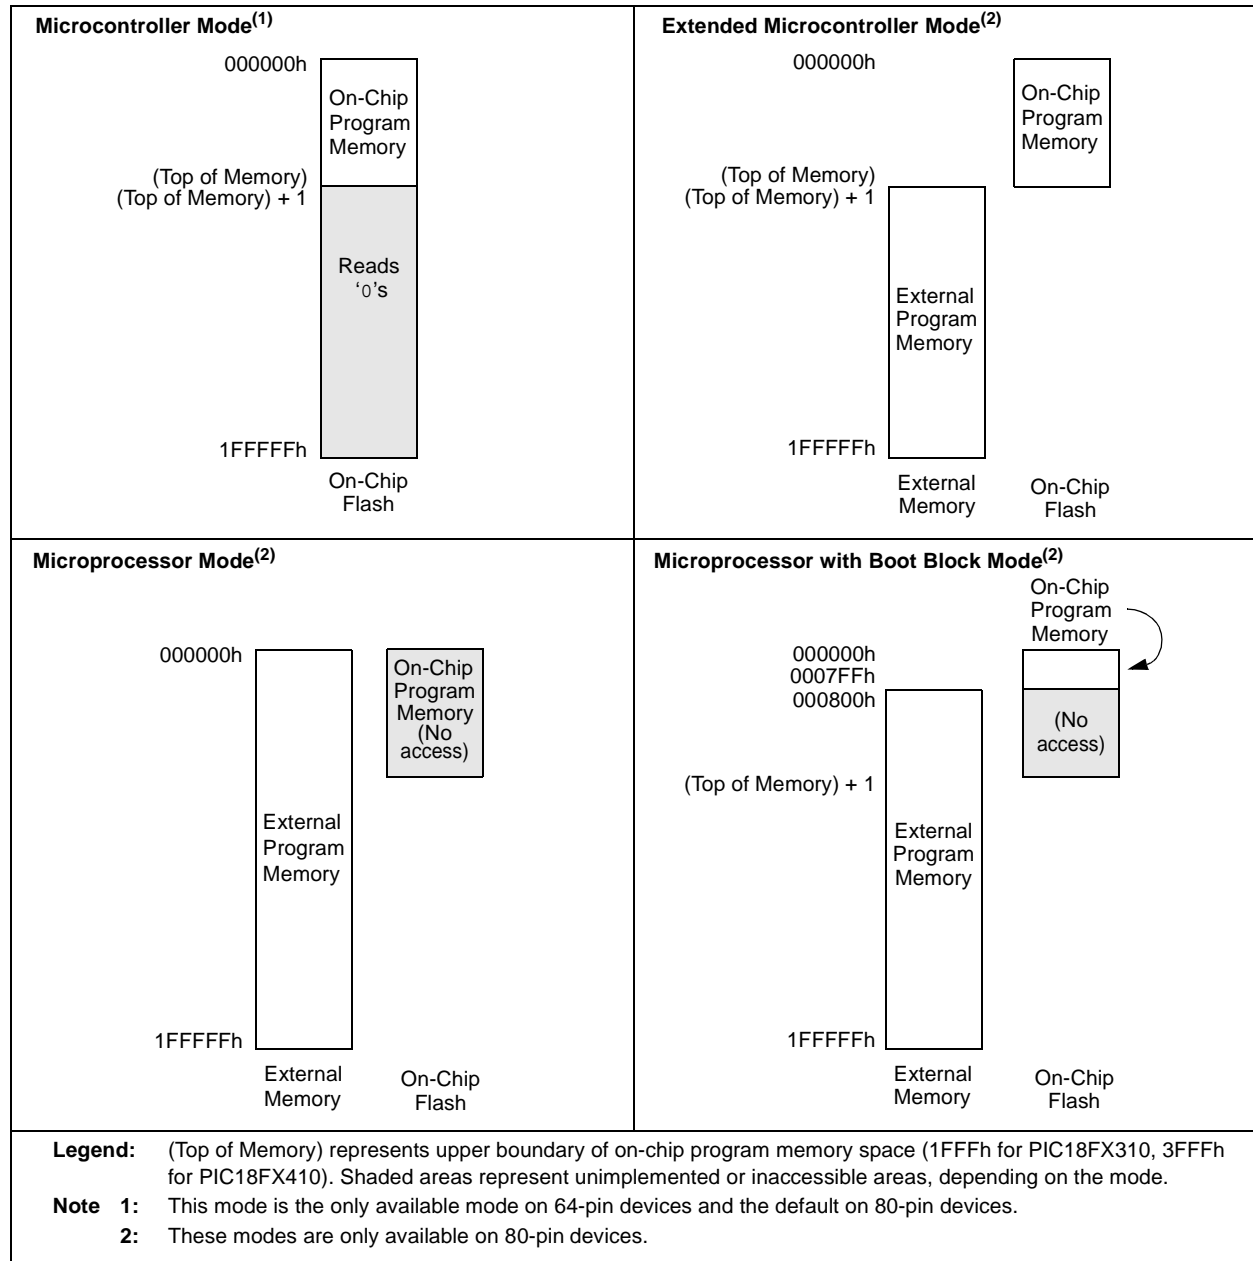 Microcontroller Mode(1)
000000h
On-Chip
Program
Memory
(Top of Memory)
(Top of Memory) + 1
Reads
‘0’s
1FFFFFh
On-Chip
Flash
Extended Microcontroller Mode(2)
000000h
On-Chip
Program
Memory
(Top of Memory)
(Top of Memory) + 1
External
Program
Memory
1FFFFFh
External
Memory
On-Chip
Flash
Microprocessor Mode(2)
000000h
On-Chip
Program
Memory
(No
access)
External
Program
Memory
1FFFFFh
External
Memory
On-Chip
Flash
Microprocessor with Boot Block Mode(2)
On-Chip
Program
Memory
000000h
0007FFh
000800h
(No
access)
(Top of Memory) + 1
External
Program
Memory
1FFFFFh
External
Memory
On-Chip
Flash
Legend: (Top of Memory) represents upper boundary of on-chip program memory space (1FFFh for PIC18FX310, 3FFFh
for PIC18FX410). Shaded areas represent unimplemented or inaccessible areas, depending on the mode.
Note 1: This mode is the only available mode on 64-pin devices and the default on 80-pin devices.
2: These modes are only available on 80-pin devices.